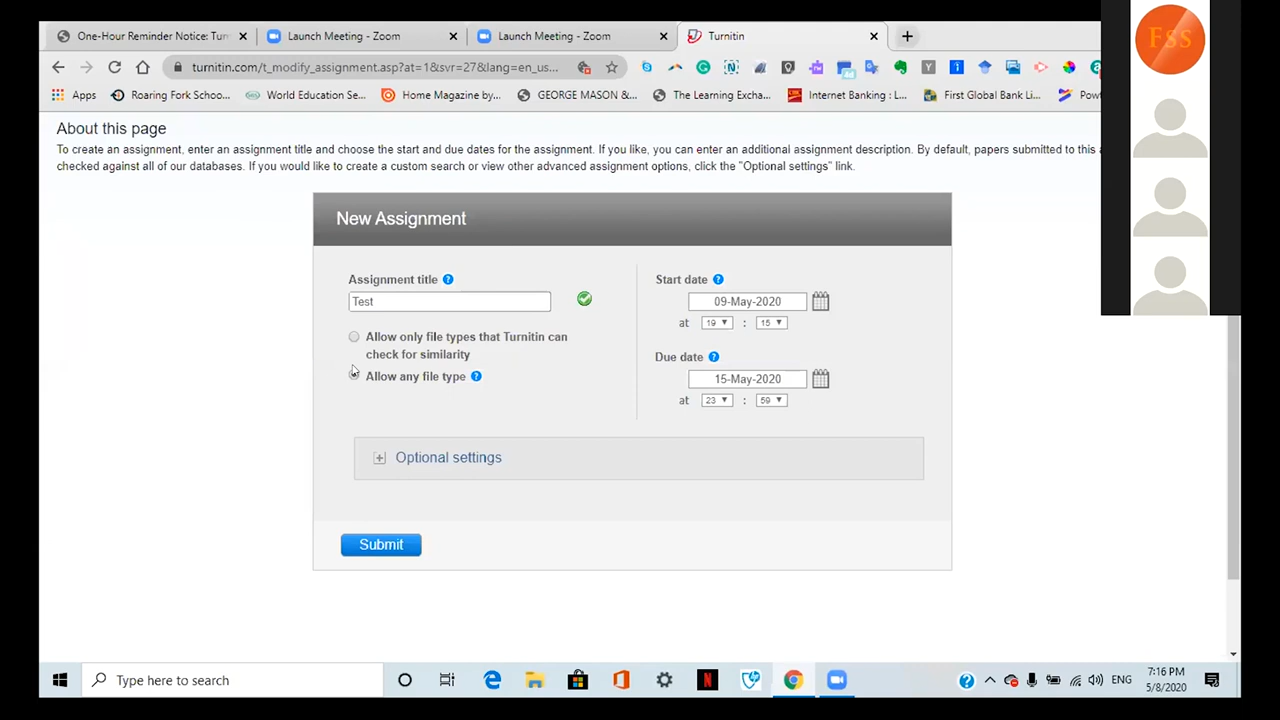 One-Hour Reminder Notice: Turn
Launch Meeting - Zoom
Launch Meeting - Zoom
Turnitin
turnitin.com/t_modify_assignment.asp?at=1&svr=27&lang=en_us...
Apps
Roaring Fork Schoo...
World Education Se...
Home Magazine by...
GEORGE MASON &...
The Learning Excha...
Internet Banking : L...
First Global Bank Li...
Pow
FSS
About this page
To create an assignment, enter an assignment title and choose the start and due dates for the assignment. If you like, you can enter an additional assignment description. By default, papers submitted to this a
checked against all of our databases. If you would like to create a custom search or view other advanced assignment options, click the "Optional settings" link.
New Assignment
Assignment title
Test
Allow only file types that Turnitin can
check for similarity
Allow any file type
Start date
09-May-2020
at 19 : 15
Due date
15-May-2020
at 23 : 59
Optional settings
Submit
Type here to search
ENG
7:16 PM
5/8/2020